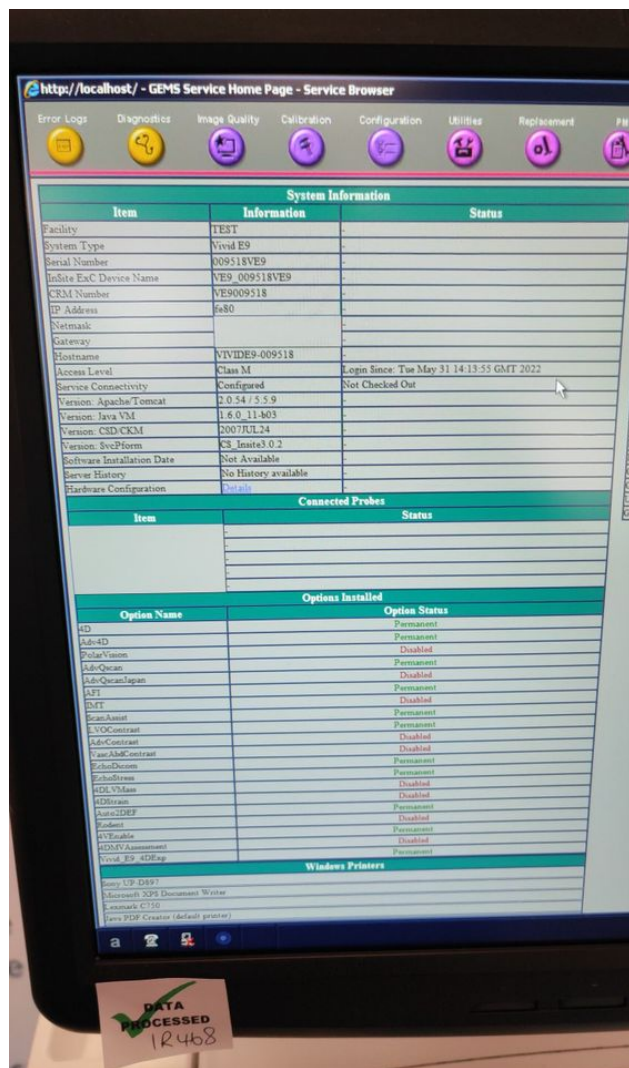 http://localhost/ - GEMS Service Home Page - Service Browser
Error Logs Diagnostics Image Quality Calibration Configuration Utilities Replacement PM
System Information
Item Information Status
Facility TEST -
System Type Vivid E9 -
Serial Number 009518VE9 -
InSite ExC Device Name VE9_009518VE9 -
CRM Number VE9009518 -
IP Address fe80 -
Netmask -
Gateway -
Hostname VIVIDE9-009518 -
Access Level Class M Login Since: Tue May 31 14:13:55 GMT 2022
Service Connectivity Configured Not Checked Out
Version: Apache/Tomcat 2.0.54 / 5.5.9 -
Version: Java VM 1.6.0_11-b03 -
Version: CSD/CKM 2007JUL24 -
Version: SvcPform CS_Insite3.0.2 -
Software Installation Date Not Available -
Server History No History available -
Hardware Configuration Details -
Connected Probes
Item Status
-
-
-
-
-
Options Installed
Option Name Option Status
4D Permanent
Adv4D Permanent
PolarVision Disabled
AdvQscan Permanent
AdvQscanJapan Disabled
AFI Permanent
IMT Disabled
ScanAssist Permanent
LVOContrast Permanent
AdvContrast Disabled
VascAbdContrast Disabled
EchoDicom Permanent
EchoStress Permanent
4DLVMass Disabled
4DStrain Disabled
Auto2DEF Permanent
Rodent Disabled
4VEnable Permanent
4DMVAssessment Disabled
Vivid_E9_4DExp Permanent
Windows Printers
Sony UP-D897
Microsoft XPS Document Writer
Lexmark C750
Jaws PDF Creator (default printer)
a
DATA
PROCESSED
IR468